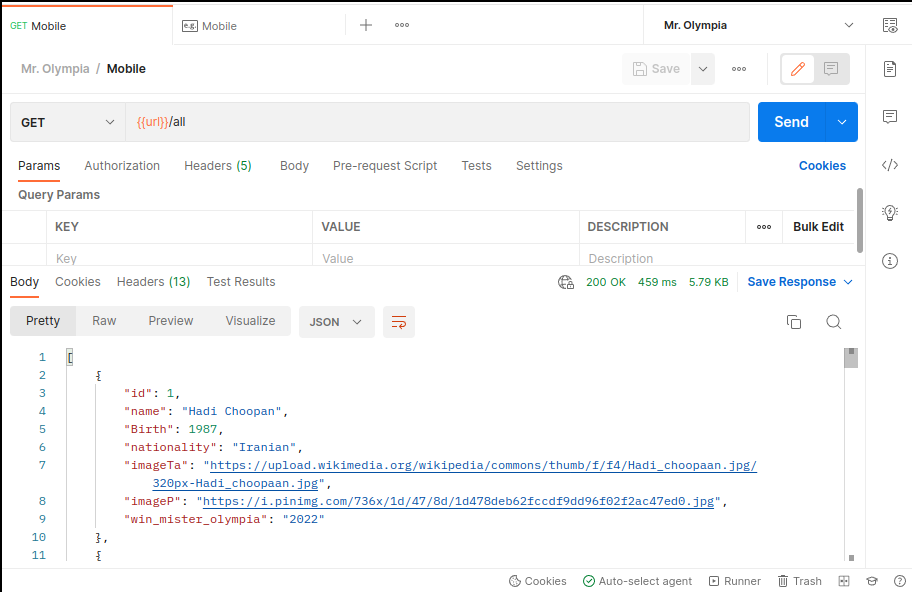 GET Mobile
e.g. Mobile
Mr. Olympia
Mr. Olympia / Mobile
Save
GET
{{url}}/all
Send
Params Authorization Headers (5) Body Pre-request Script Tests Settings Cookies
Query Params
KEY VALUE DESCRIPTION Bulk Edit
Key Value Description
Body Cookies Headers (13) Test Results 200 OK 459 ms 5.79 KB Save Response
Pretty Raw Preview Visualize JSON
1 [
2 {
3 "id": 1,
4 "name": "Hadi Choopan",
5 "Birth": 1987,
6 "nationality": "Iranian",
7 "imageTa": "https://upload.wikimedia.org/wikipedia/commons/thumb/f/f4/Hadi_choopaan.jpg/
320px-Hadi_choopaan.jpg",
8 "imageP": "https://i.pinimg.com/736x/1d/47/8d/1d478deb62fccdf9dd96f02f2ac47ed0.jpg",
9 "win_mister_olympia": "2022"
10 },
11 {
Cookies Auto-select agent Runner Trash